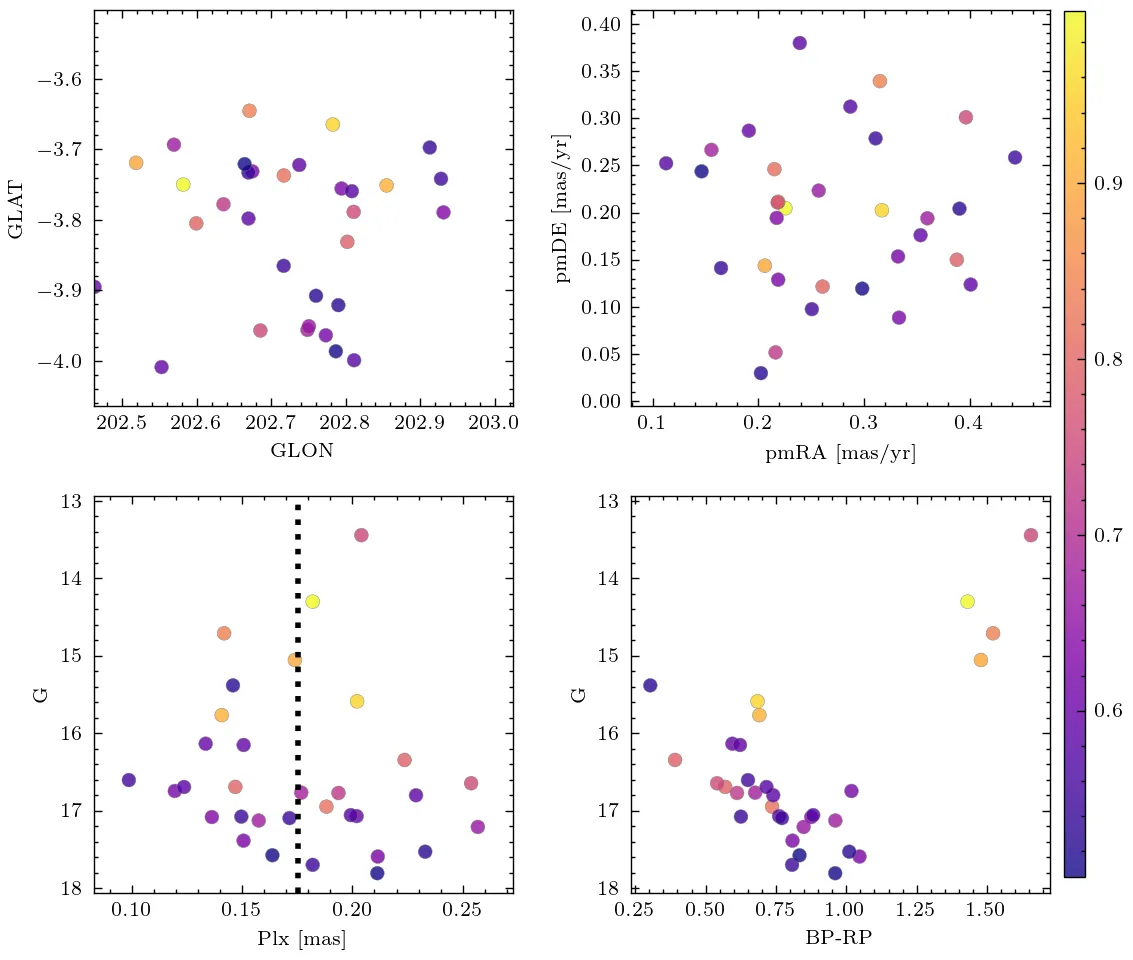 −3.6
−3.7
−3.8
−3.9
−4.0
GLAT
202.5 202.6 202.7 202.8 202.9 203.0
GLON
0.40
0.35
0.30
0.25
0.20
0.15
0.10
0.05
0.00
pmDE [mas/yr]
0.1 0.2 0.3 0.4
pmRA [mas/yr]
0.9
0.8
0.7
0.6
13
14
15
16
17
18
G
0.10 0.15 0.20 0.25
Plx [mas]
13
14
15
16
17
18
G
0.25 0.50 0.75 1.00 1.25 1.50
BP-RP